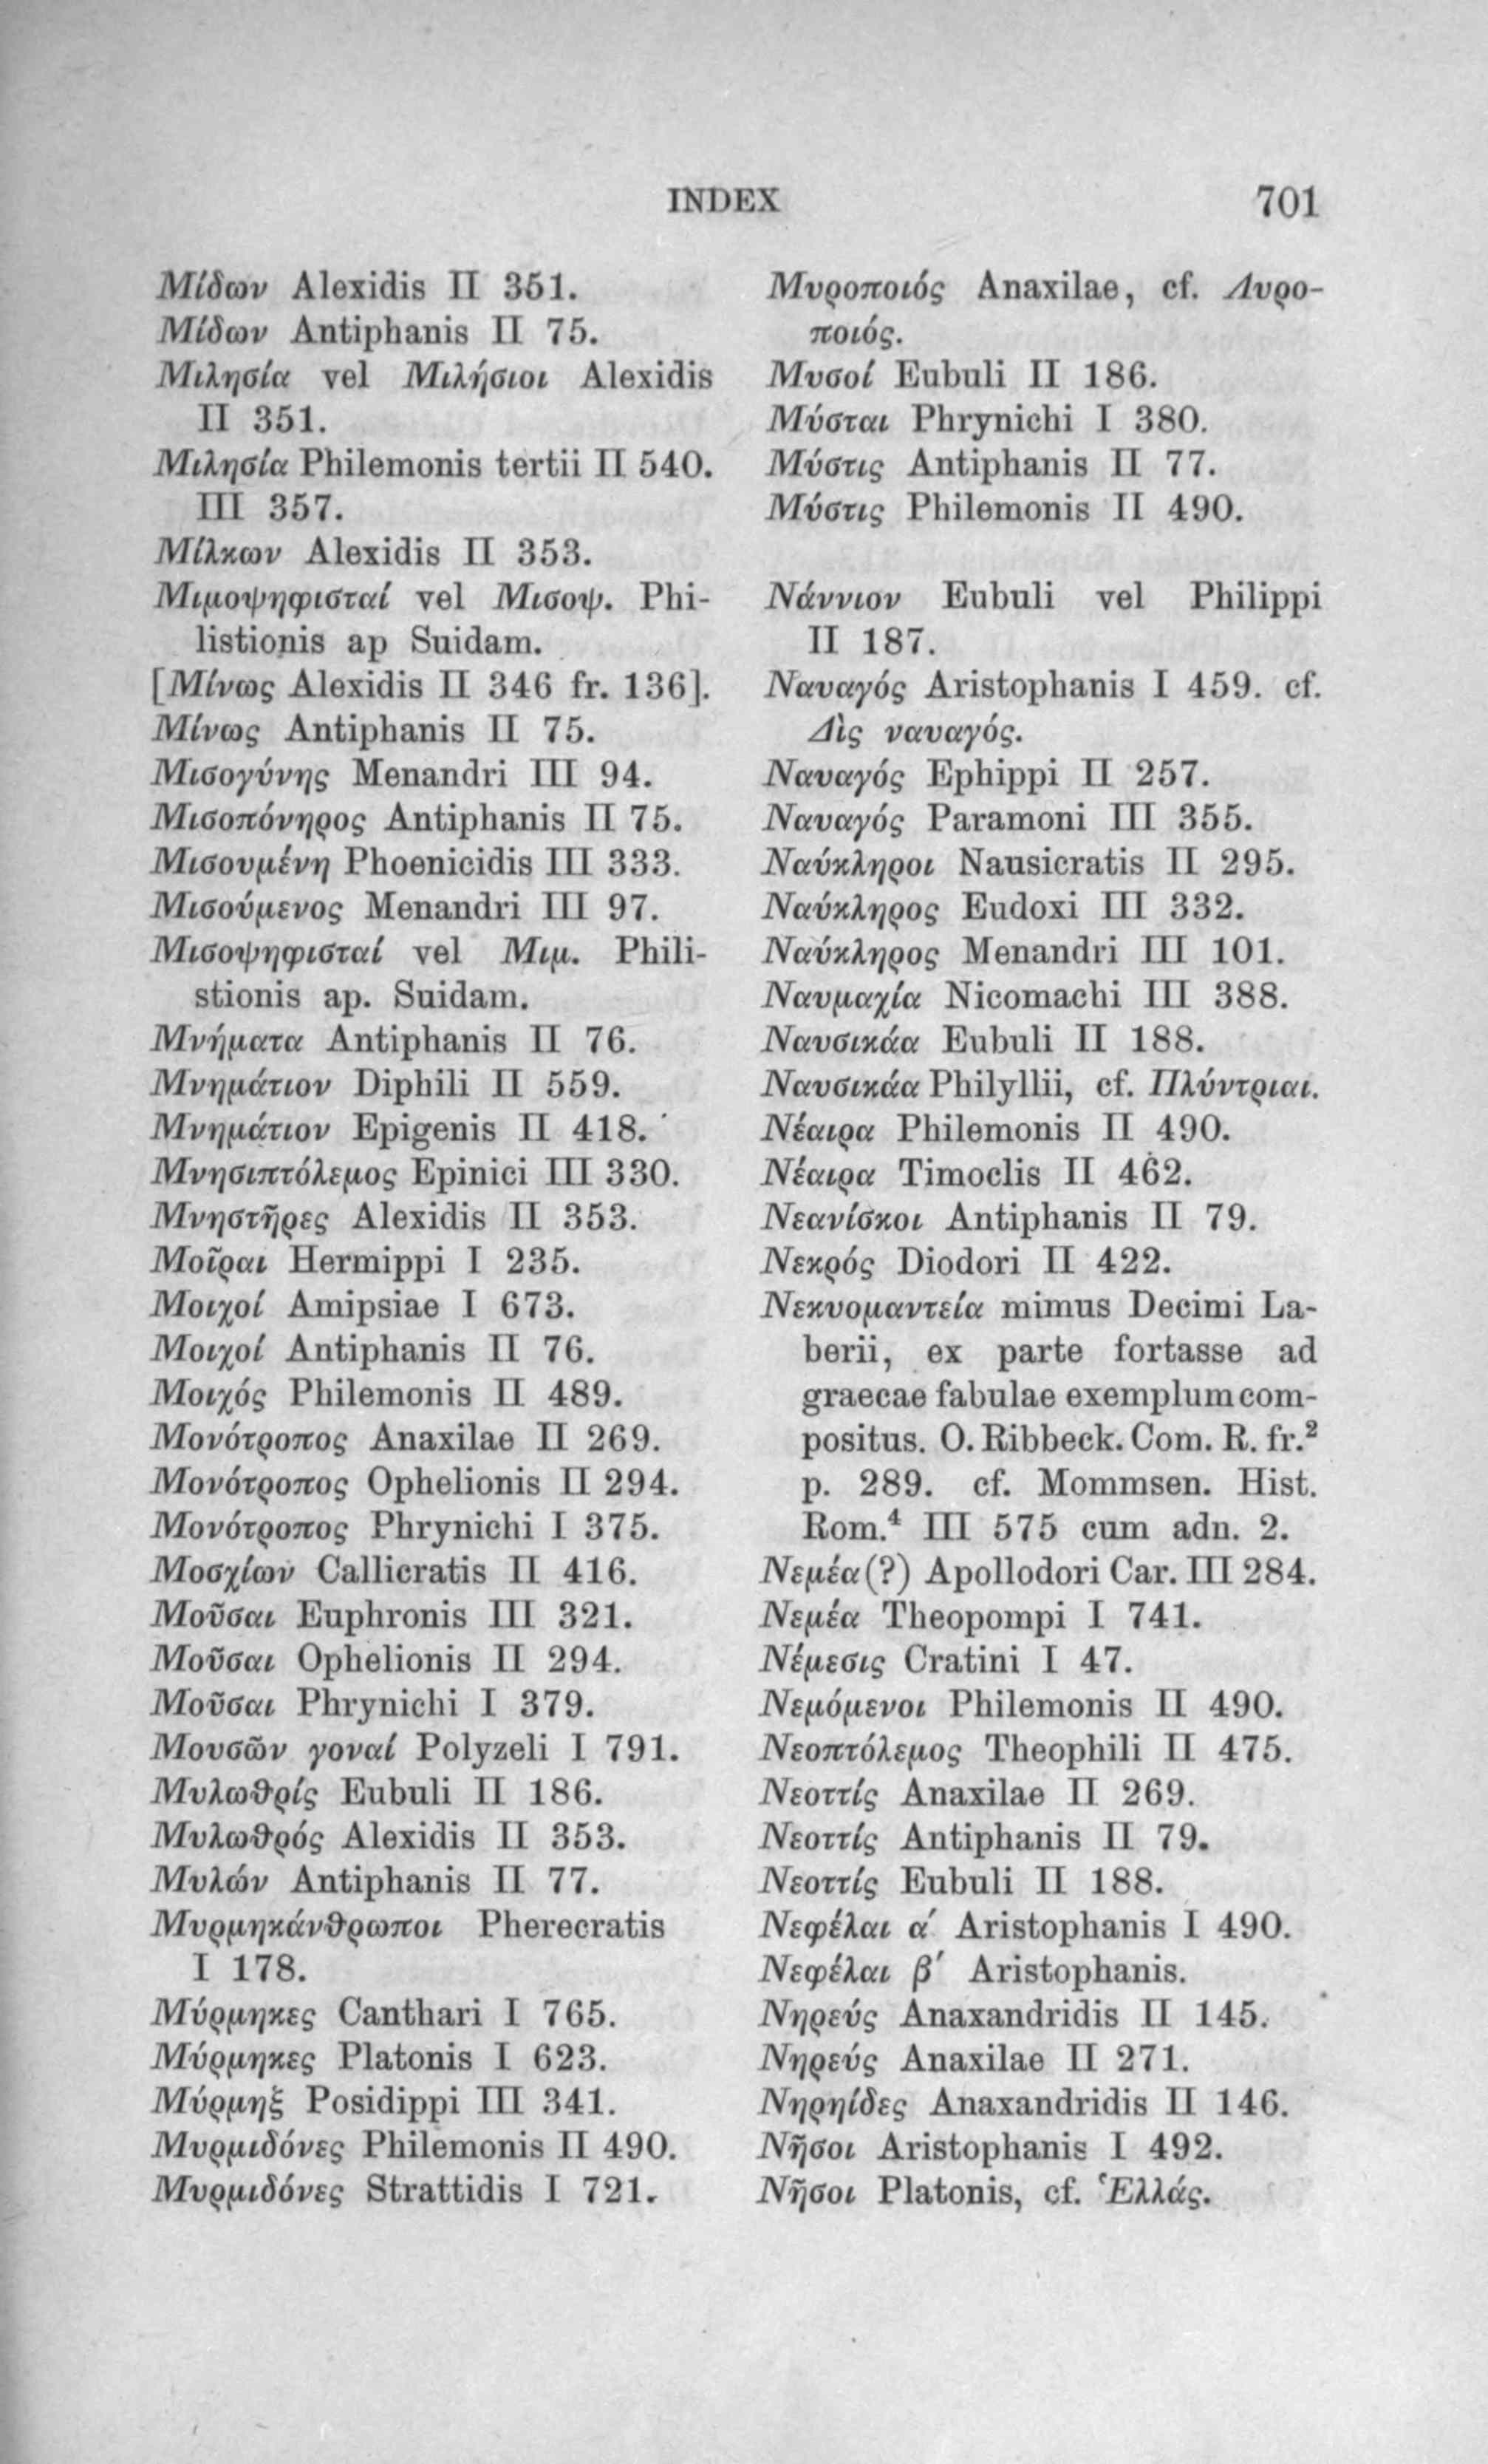 INDEX 701
Μίδων Alexidis II 351.
Μίδων Antiphanis II 75.
Μιλησία vel Μιλήσιοι Alexidis
II 351.
Μιλησία Philemonis tertii II 540.
III 357.
Μίλκων Alexidis II 353.
Μιμοψηφισταί vel Μισοψ. Phi-
listionis ap Suidam.
[Μίνως Alexidis II 346 fr. 136].
Μίνως Antiphanis II 75.
Μισογύνης Menandri III 94.
Μισοπόνηρος Antiphanis II 75.
Μισουμένη Phoenicidis III 333.
Μισούμενος Menandri III 97.
Μισοψηφισταί vel Μιμ. Phili-
stionis ap. Suidam.
Μνήματα Antiphanis II 76.
Μνημάτιον Diphili II 559.
Μνημάτιον Epigenis II 418.
Μνησιπτόλεμος Epinici III 330.
Μνηστῆρες Alexidis II 353.
Μοῖραι Hermippi I 235.
Μοιχοί Amipsiae I 673.
Μοιχοί Antiphanis II 76.
Μοιχός Philemonis II 489.
Μονότροπος Anaxilae II 269.
Μονότροπος Ophelionis II 294.
Μονότροπος Phrynichi I 375.
Μοσχίων Callicratis II 416.
Μοῦσαι Euphronis III 321.
Μοῦσαι Ophelionis II 294.
Μοῦσαι Phrynichi I 379.
Μουσῶν γοναί Polyzeli I 791.
Μυλωθρίς Eubuli II 186.
Μυλωθρός Alexidis II 353.
Μυλών Antiphanis II 77.
Μυρμηκάνθρωποι Pherecratis
I 178.
Μύρμηκες Canthari I 765.
Μύρμηκες Platonis I 623.
Μύρμηξ Posidippi III 341.
Μυρμιδόνες Philemonis II 490.
Μυρμιδόνες Strattidis I 721.
Μυροποιός Anaxilae, cf. Λυρο-
ποιός.
Μυσοί Eubuli II 186.
Μύσται Phrynichi I 380.
Μύστις Antiphanis II 77.
Μύστις Philemonis II 490.
Νάννιον Eubuli vel Philippi
II 187.
Ναυαγός Aristophanis I 459. cf.
Δὶς ναυαγός.
Ναυαγός Ephippi II 257.
Ναυαγός Paramoni III 355.
Ναύκληροι Nausicratis II 295.
Ναύκληρος Eudoxi III 332.
Ναύκληρος Menandri III 101.
Ναυμαχία Nicomachi III 388.
Ναυσικάα Eubuli II 188.
Ναυσικάα Philyllii, cf. Πλύντριαι.
Νέαιρα Philemonis II 490.
Νέαιρα Timoclis II 462.
Νεανίσκοι Antiphanis II 79.
Νεκρός Diodori II 422.
Νεκυομαντεία mimus Decimi La-
berii, ex parte fortasse ad
graecae fabulae exemplum com-
positus. O. Ribbeck. Com. R. fr.²
p. 289. cf. Mommsen. Hist.
Rom.⁴ III 575 cum adn. 2.
Νεμέα (?) Apollodori Car. III 284.
Νεμέα Theopompi I 741.
Νέμεσις Cratini I 47.
Νεμόμενοι Philemonis II 490.
Νεοπτόλεμος Theophili II 475.
Νεοττίς Anaxilae II 269.
Νεοττίς Antiphanis II 79.
Νεοττίς Eubuli II 188.
Νεφέλαι α΄ Aristophanis I 490.
Νεφέλαι β΄ Aristophanis.
Νηρεύς Anaxandridis II 145.
Νηρεύς Anaxilae II 271.
Νηρηίδες Anaxandridis II 146.
Νῆσοι Aristophanis I 492.
Νῆσοι Platonis, cf. Ἑλλάς.